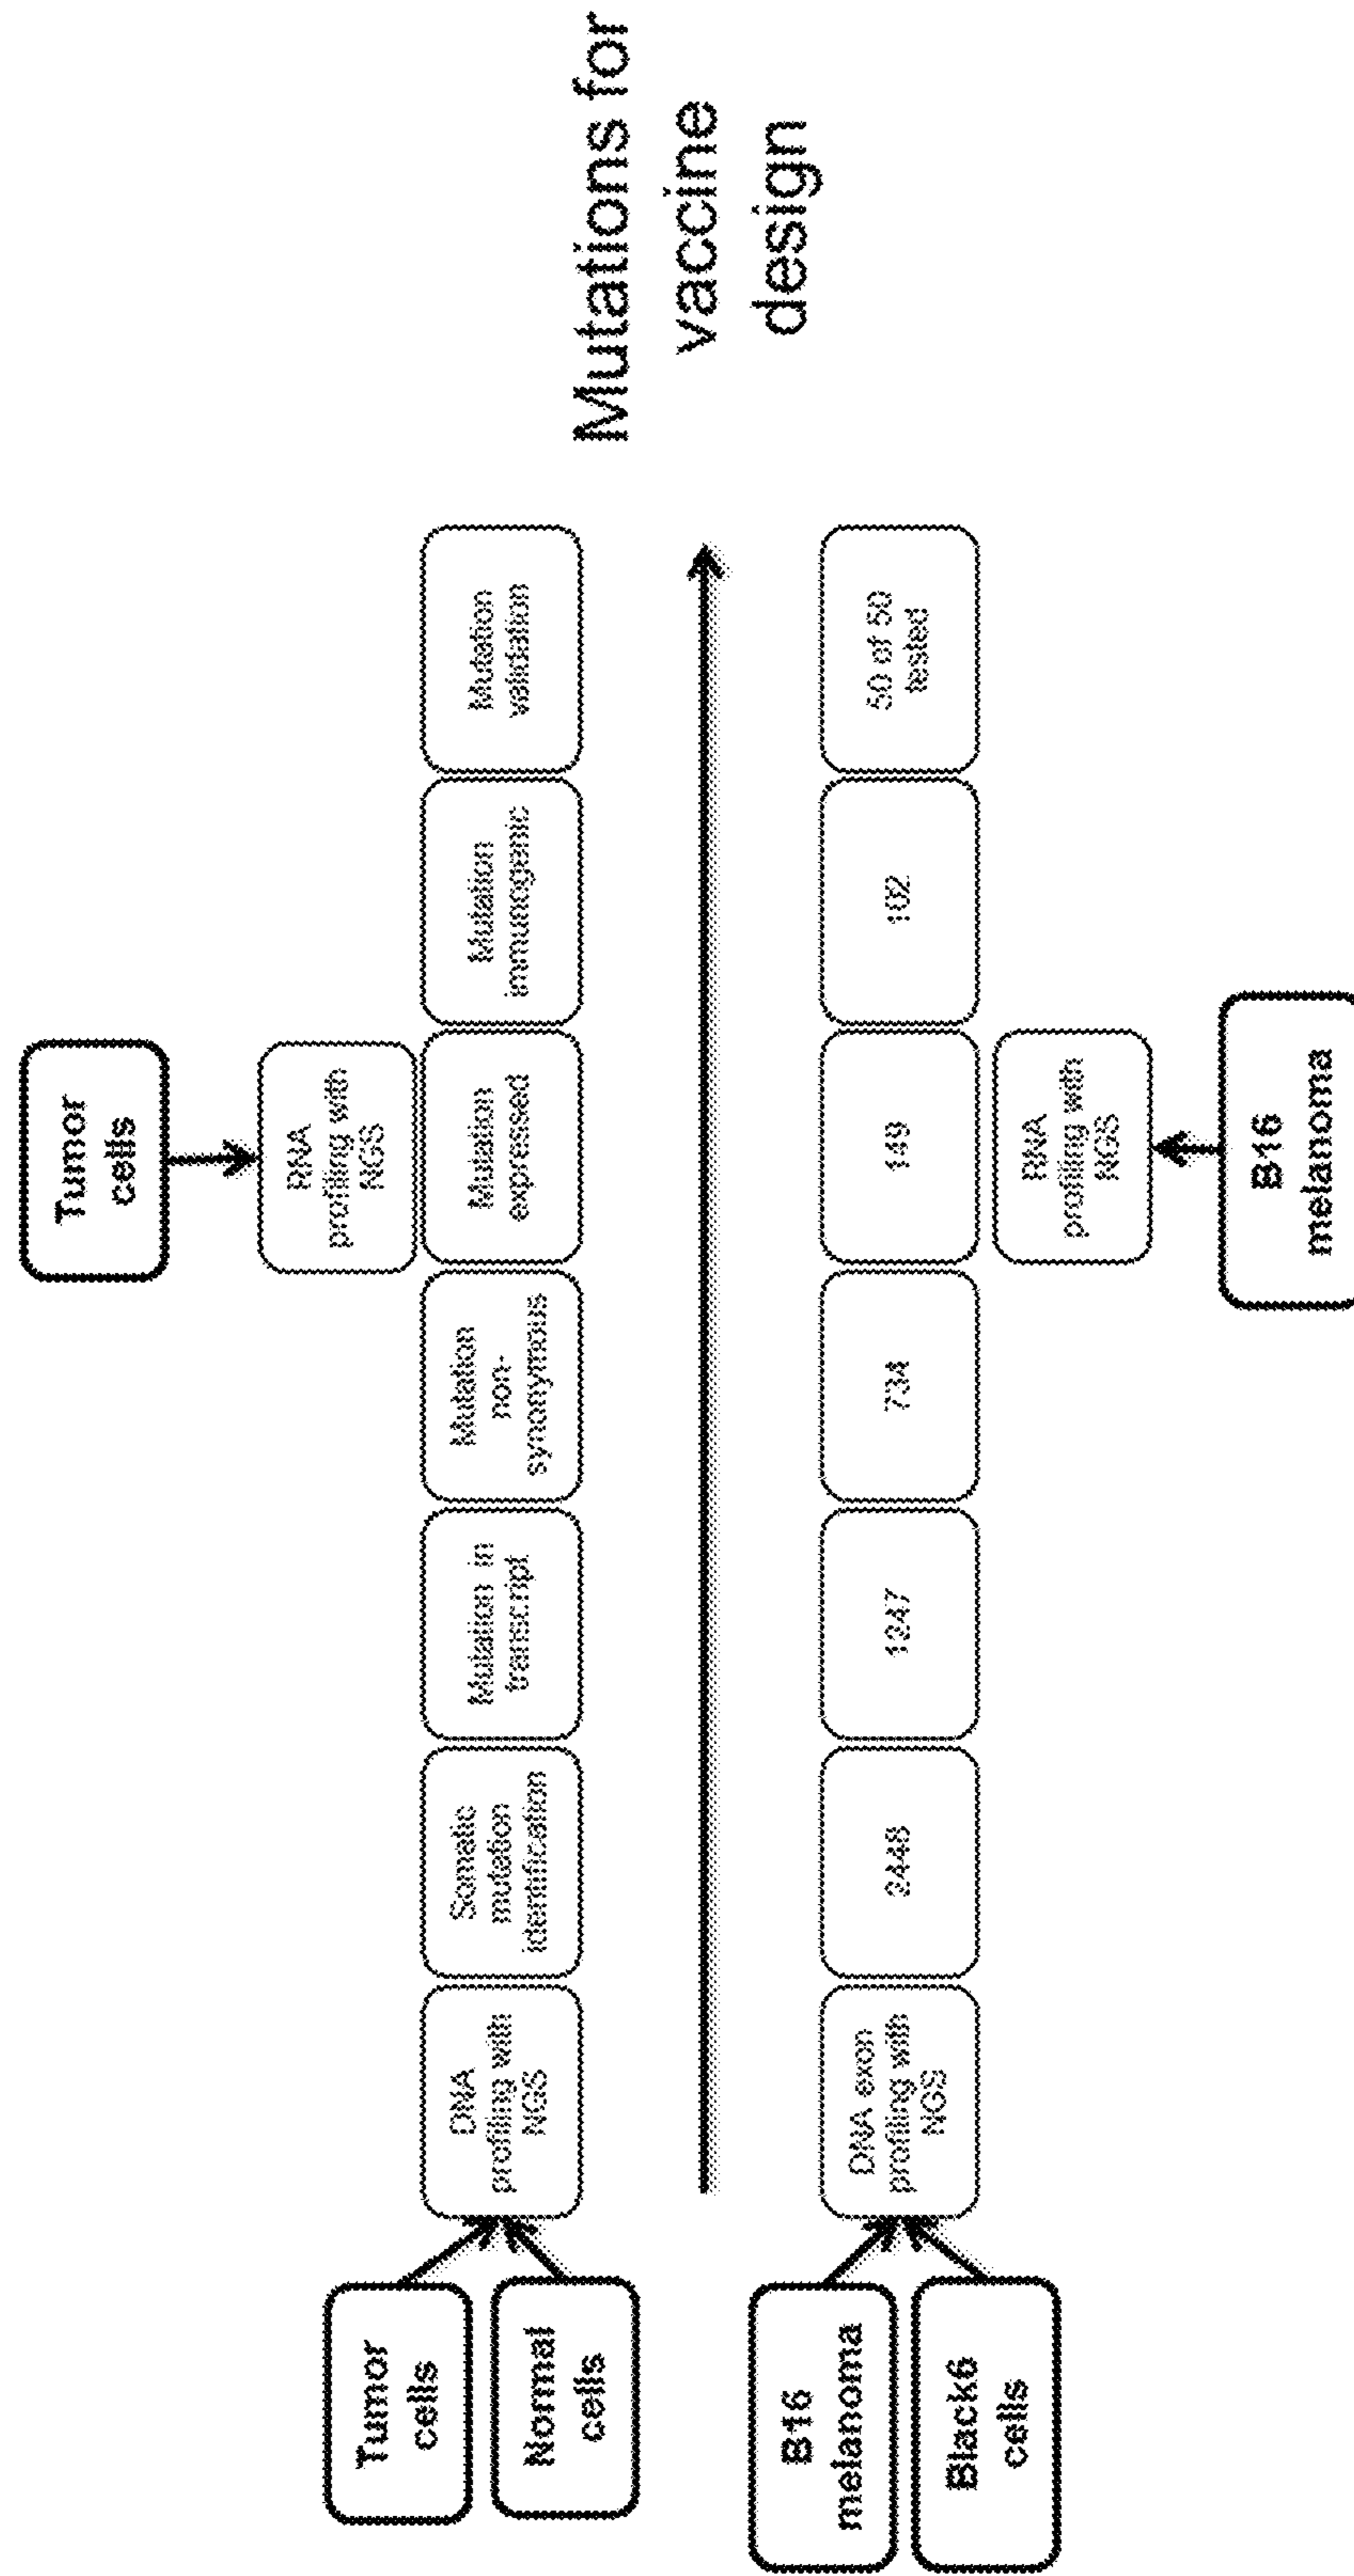 Tumor
cells
RNA
profiling with
NGS
Tumor
cells
Normal
cells
DNA
profiling with
NGS
Somatic
mutation
identification
Mutation in
transcript
Mutation
non-
synonymous
Mutation
expressed
Mutation
immunogenic
Mutation
validation
Mutations for
vaccine
design
B16
melanoma
Black6
cells
DNA exon
profiling with
NGS
734
149
102
50 of 50
tested
RNA
profiling with
NGS
B16
melanoma